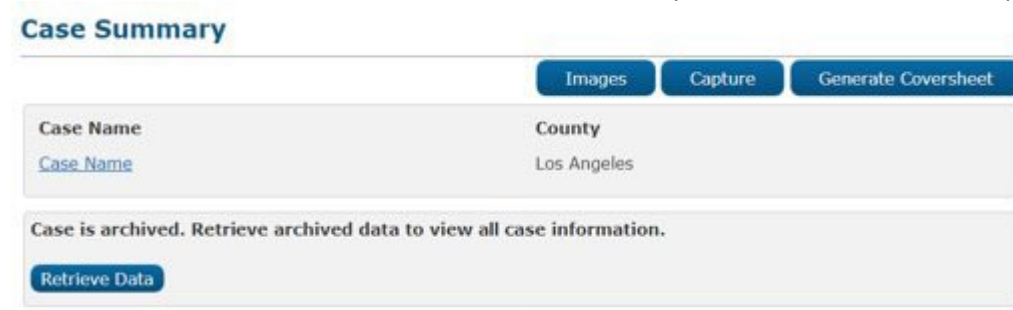 Case Summary
Images Capture Generate Coversheet
Case Name County
Case Name Los Angeles
Case is archived. Retrieve archived data to view all case information.
Retrieve Data